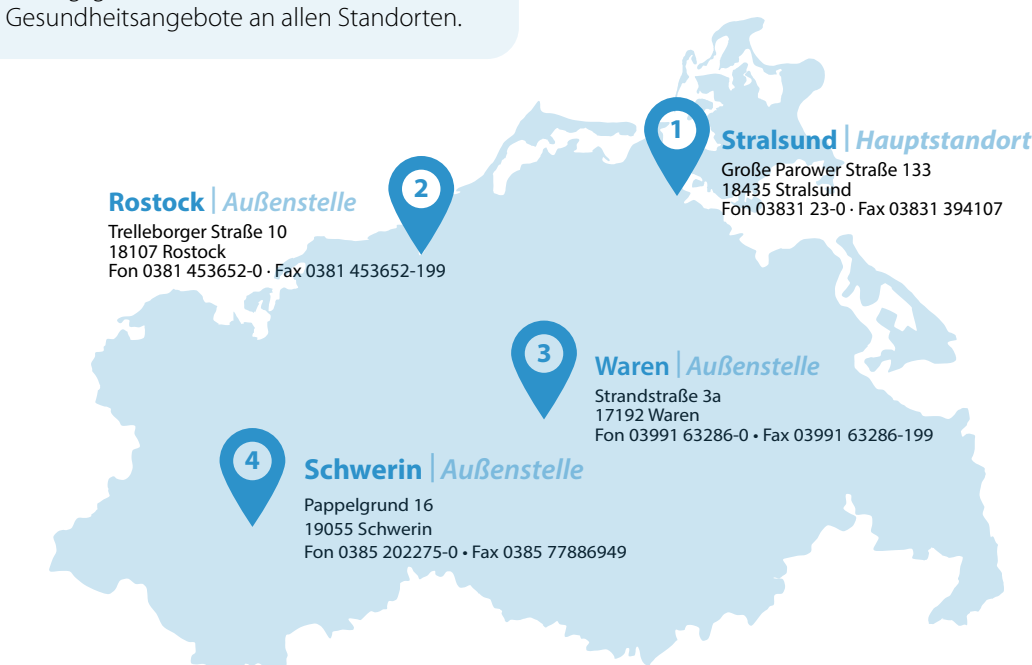 Gesundheitsangebote an allen Standorten.
1
Stralsund | Hauptstandort
Große Parower Straße 133
18435 Stralsund
Fon 03831 23-0 · Fax 03831 394107
2
Rostock | Außenstelle
Trelleborger Straße 10
18107 Rostock
Fon 0381 453652-0 · Fax 0381 453652-199
3
Waren | Außenstelle
Strandstraße 3a
17192 Waren
Fon 03991 63286-0 • Fax 03991 63286-199
4
Schwerin | Außenstelle
Pappelgrund 16
19055 Schwerin
Fon 0385 202275-0 • Fax 0385 77886949